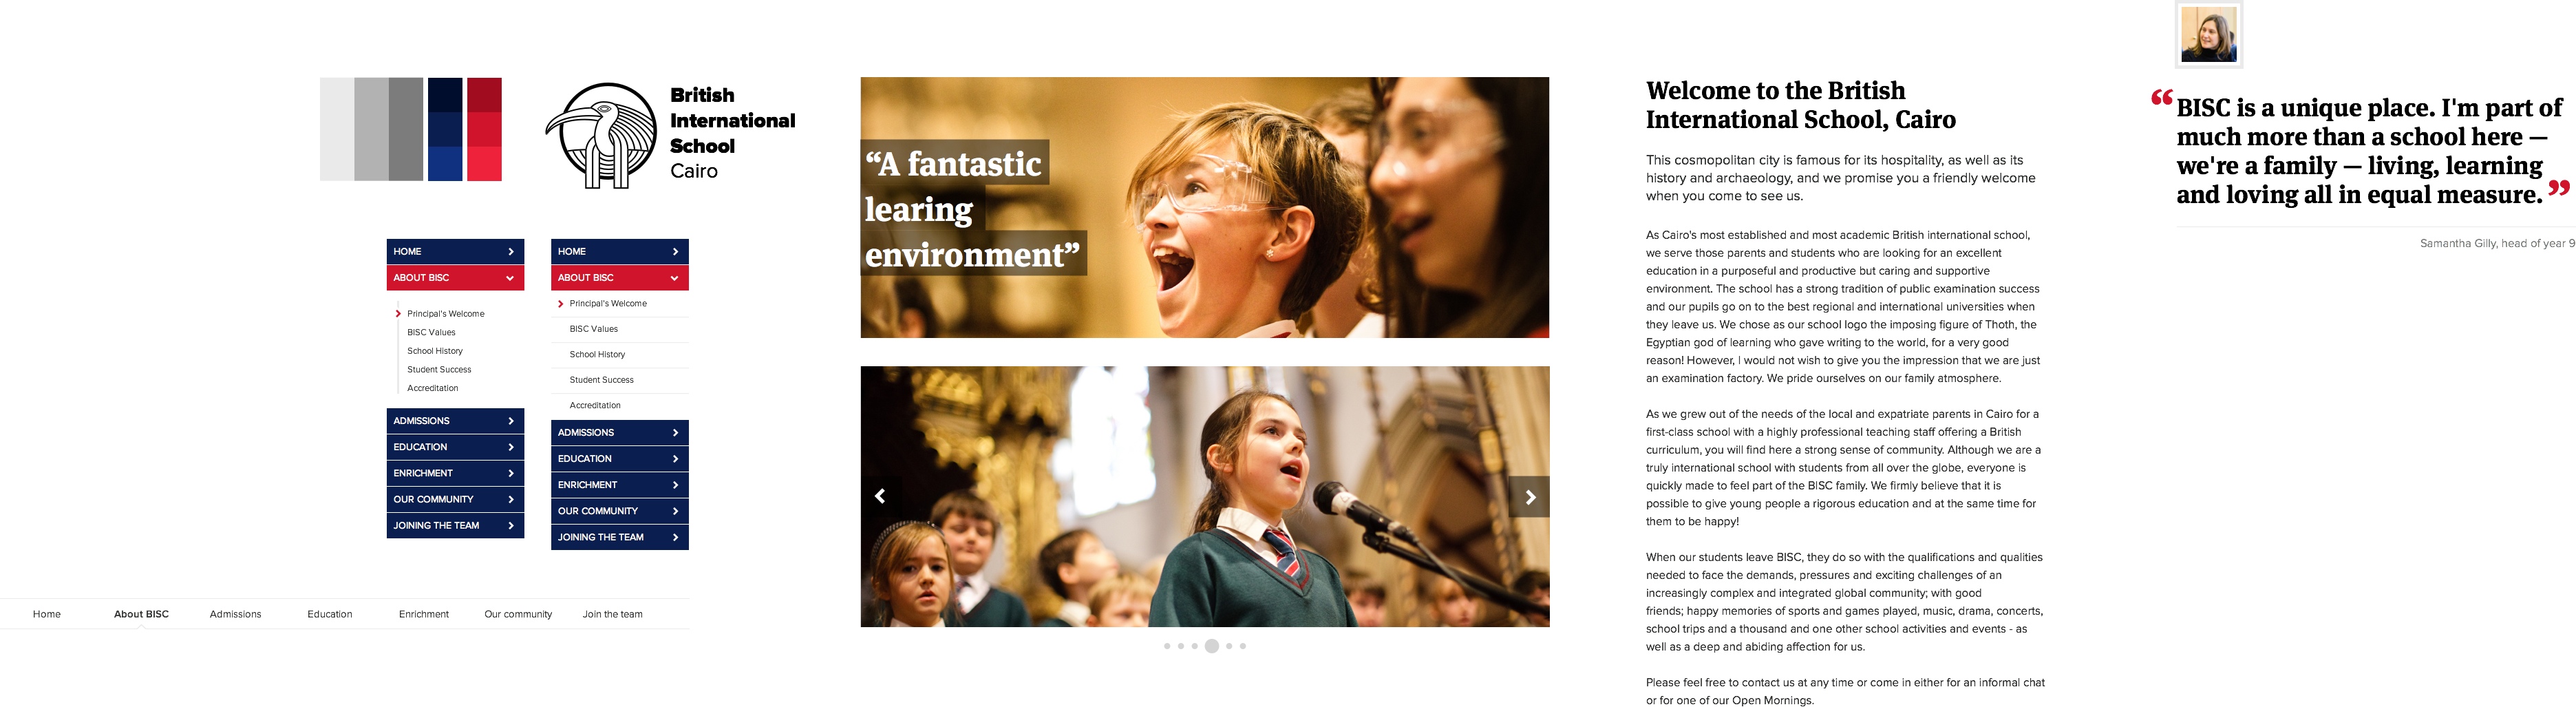 British
International
School
Cairo
HOME
ABOUT BISC
Principal's Welcome
BISC Values
School History
Student Success
Accreditation
ADMISSIONS
EDUCATION
ENRICHMENT
OUR COMMUNITY
JOINING THE TEAM
HOME
ABOUT BISC
Principal's Welcome
BISC Values
School History
Student Success
Accreditation
ADMISSIONS
EDUCATION
ENRICHMENT
OUR COMMUNITY
JOINING THE TEAM
Home About BISC Admissions Education Enrichment Our community Join the team
“A fantastic
learing
environment”
Welcome to the British
International School, Cairo
This cosmopolitan city is famous for its hospitality, as well as its
history and archaeology, and we promise you a friendly welcome
when you come to see us.
As Cairo's most established and most academic British international school,
we serve those parents and students who are looking for an excellent
education in a purposeful and productive but caring and supportive
environment. The school has a strong tradition of public examination success
and our pupils go on to the best regional and international universities when
they leave us. We chose as our school logo the imposing figure of Thoth, the
Egyptian god of learning who gave writing to the world, for a very good
reason! However, I would not wish to give you the impression that we are just
an examination factory. We pride ourselves on our family atmosphere.
As we grew out of the needs of the local and expatriate parents in Cairo for a
first-class school with a highly professional teaching staff offering a British
curriculum, you will find here a strong sense of community. Although we are a
truly international school with students from all over the globe, everyone is
quickly made to feel part of the BISC family. We firmly believe that it is
possible to give young people a rigorous education and at the same time for
them to be happy!
When our students leave BISC, they do so with the qualifications and qualities
needed to face the demands, pressures and exciting challenges of an
increasingly complex and integrated global community; with good
friends; happy memories of sports and games played, music, drama, concerts,
school trips and a thousand and one other school activities and events - as
well as a deep and abiding affection for us.
Please feel free to contact us at any time or come in either for an informal chat
or for one of our Open Mornings.
“BISC is a unique place. I'm part of
much more than a school here —
we're a family — living, learning
and loving all in equal measure.”
Samantha Gilly, head of year 9